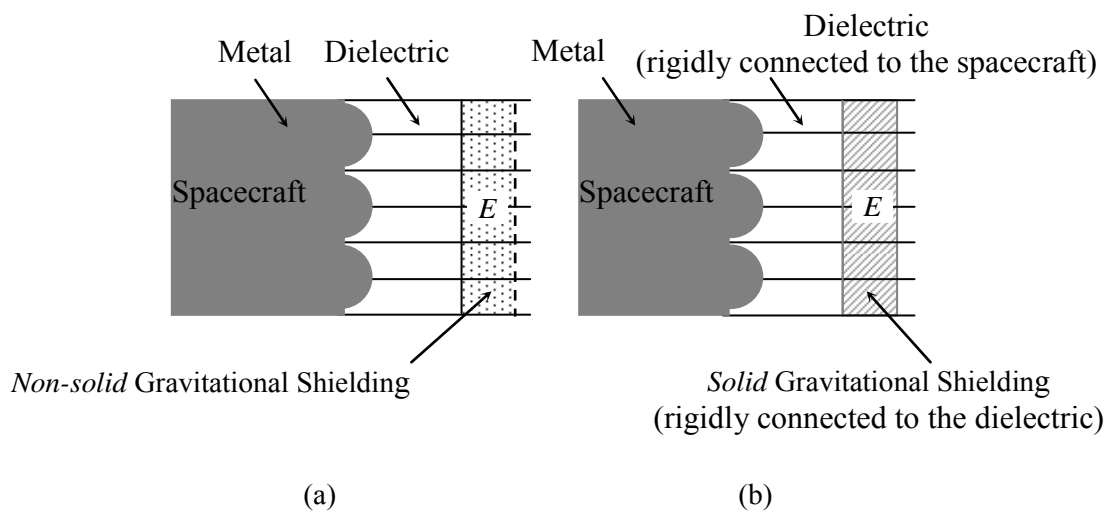 Metal
Dielectric
Spacecraft
E
Non-solid Gravitational Shielding
(a)
Dielectric
(rigidly connected to the spacecraft)
Metal
Spacecraft
E
Solid Gravitational Shielding
(rigidly connected to the dielectric)
(b)